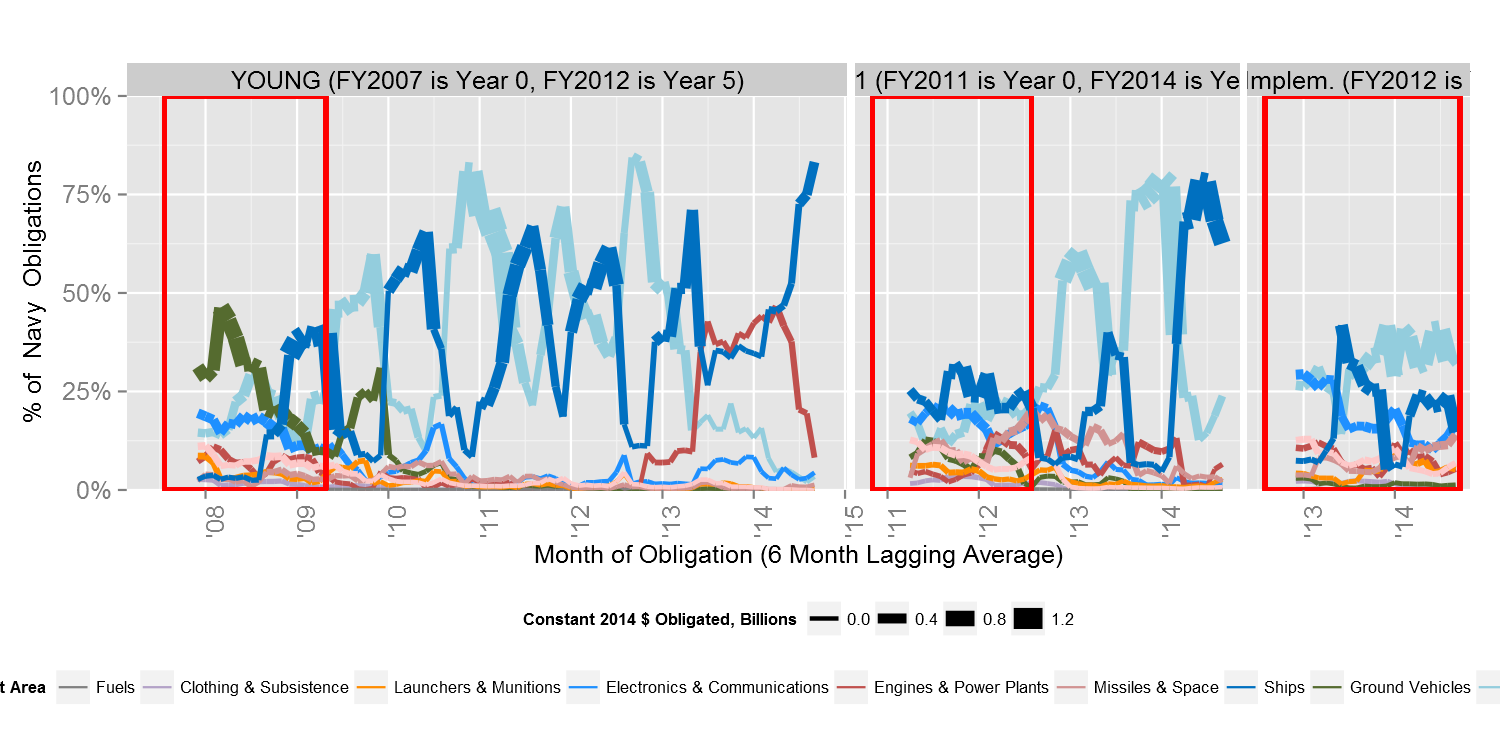 YOUNG (FY2007 is Year 0, FY2012 is Year 5)
1 (FY2011 is Year 0, FY2014 is Ye
Implem. (FY2012 is
100%
75%
50%
25%
0%
% of Navy Obligations
'08 '09 '10 '11 '12 '13 '14 '15 '11 '12 '13 '14 '13 '14
Month of Obligation (6 Month Lagging Average)
Constant 2014 $ Obligated, Billions 0.0 0.4 0.8 1.2
t Area Fuels Clothing & Subsistence Launchers & Munitions Electronics & Communications Engines & Power Plants Missiles & Space Ships Ground Vehicles